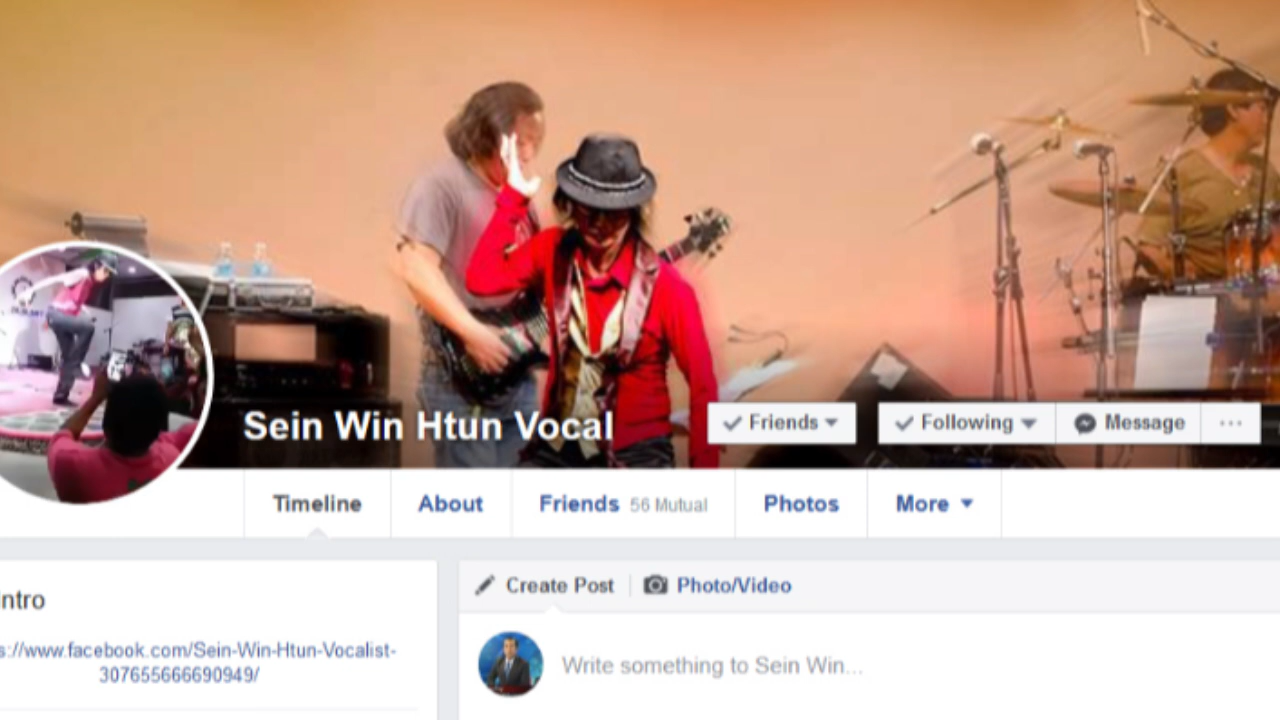 Sein Win Htun Vocal
Friends
Following
Message
Timeline
About
Friends 56 Mutual
Photos
More
Intro
Create Post
Photo/Video
s://www.facebook.com/Sein-Win-Htun-Vocalist-
307655666690949/
Write something to Sein Win...